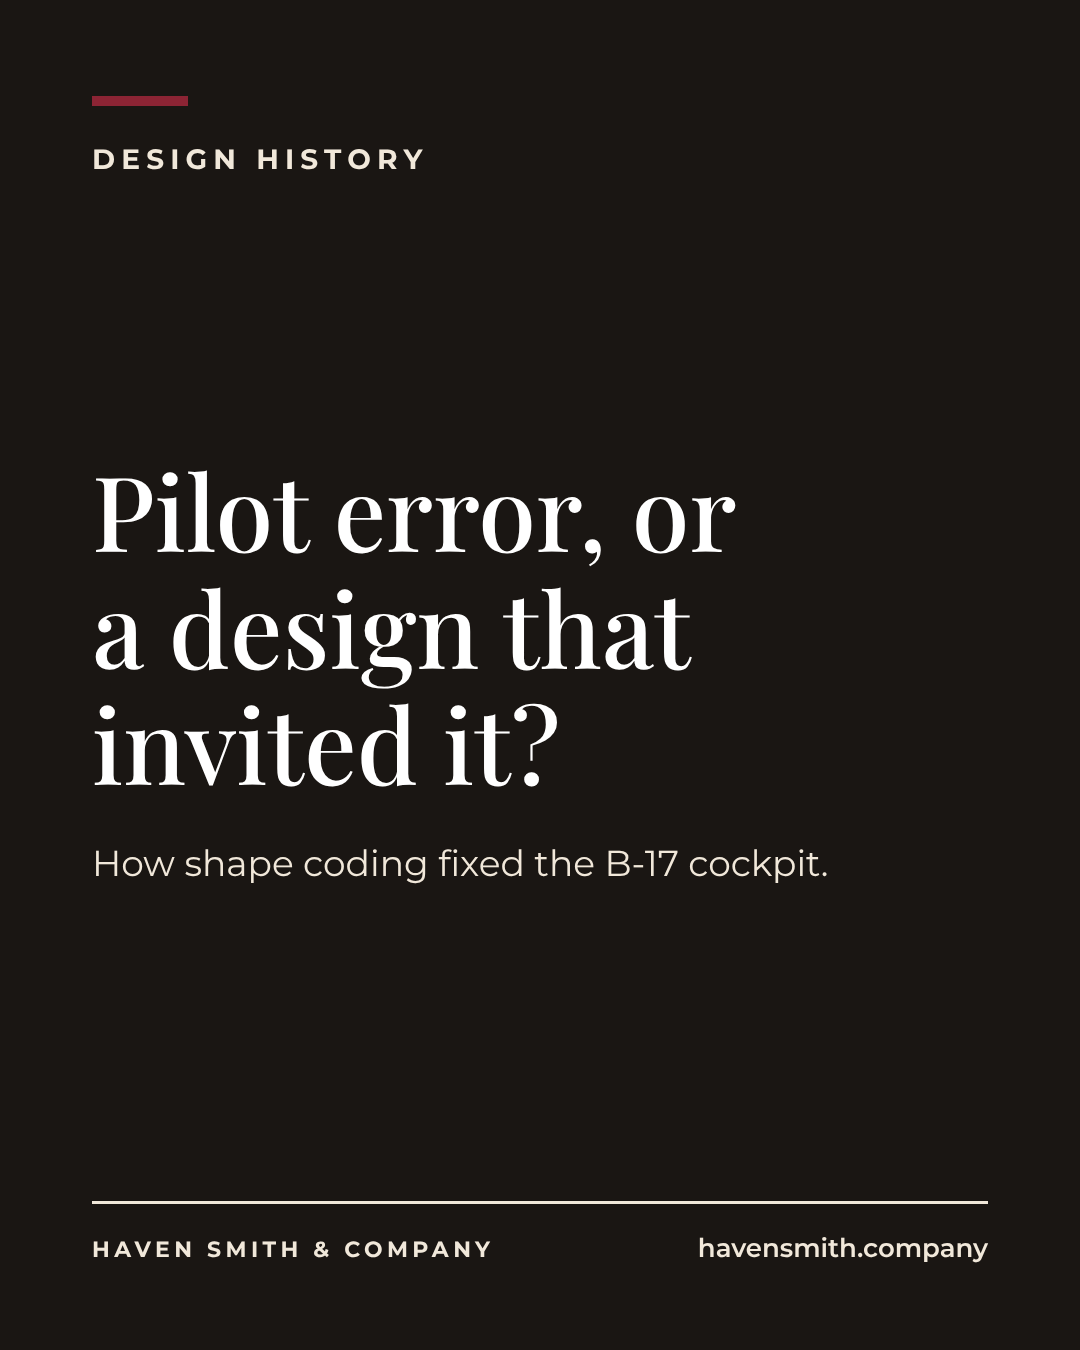 DESIGN HISTORY
Pilot error, or
a design that
invited it?
How shape coding fixed the B-17 cockpit.
HAVEN SMITH & COMPANY
havensmith.company